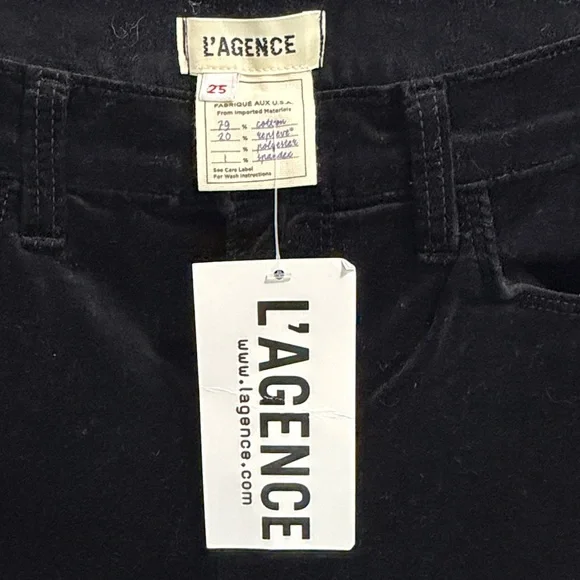 L'AGENCE
25
FABRIQUÉ AUX U.S.A.
From Imported Materials
79 % cotton
20 % repreve®
% polyester
1 % spandex
See Care Label
For Wash Instructions
L'AGENCE
www.lagence.com